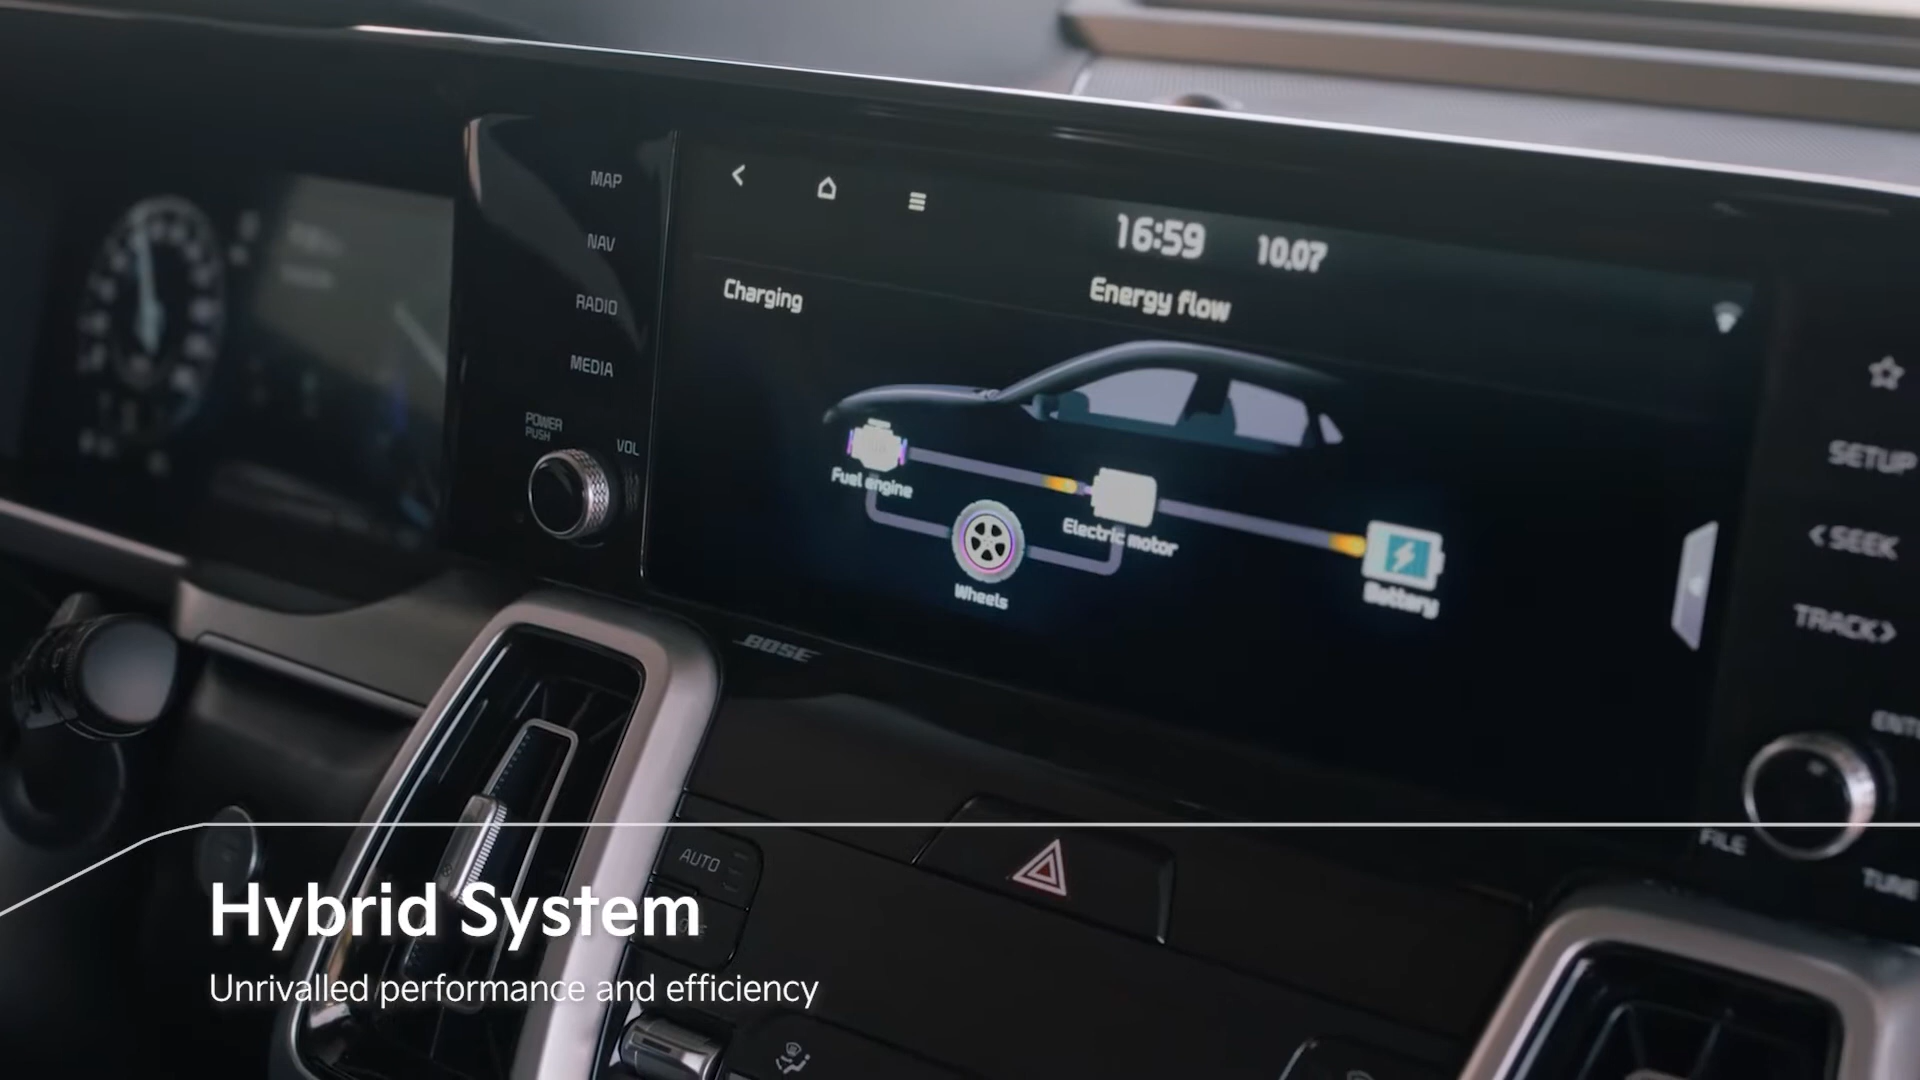 MAP
NAV
RADIO
MEDIA
POWER
PUSH
VOL
16:59 10.07
Charging
Energy flow
Fuel engine
Electric motor
Wheels
Battery
SETUP
< SEEK
TRACK >
FILE
TUNE
BOSE
AUTO
Hybrid System
Unrivalled performance and efficiency